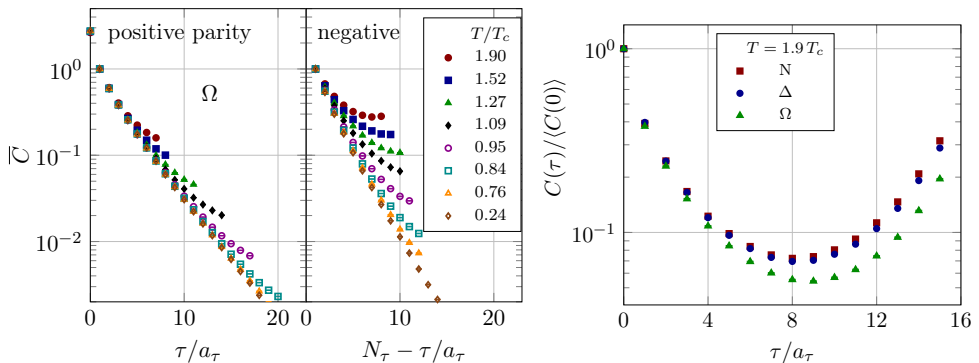 positive parity
negative
Ω
T/T_c
1.90
1.52
1.27
1.09
0.95
0.84
0.76
0.24
10^0
10^{-1}
10^{-2}
C̅
0
10
20
0
10
20
τ/a_τ
N_τ − τ/a_τ
T = 1.9 T_c
N
Δ
Ω
10^0
10^{-1}
C(τ)/⟨C(0)⟩
0
4
8
12
16
τ/a_τ